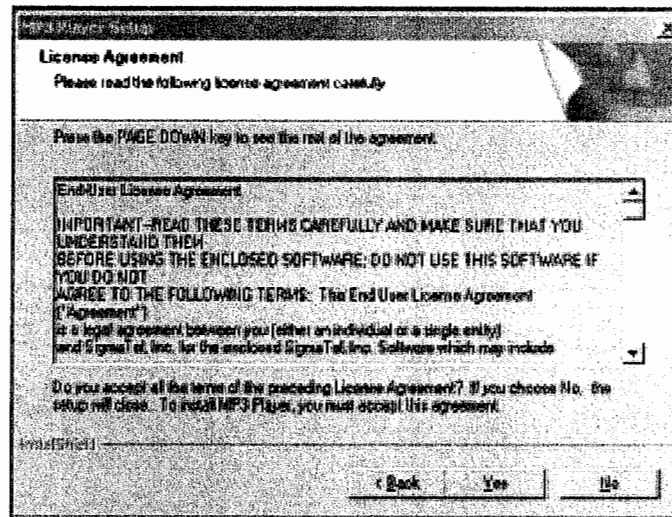 MP3 Player Setup
License Agreement
Please read the following license agreement carefully
Press the PAGE DOWN key to see the rest of the agreement.
End-User License Agreement
IMPORTANT--READ THESE TERMS CAREFULLY AND MAKE SURE THAT YOU
UNDERSTAND THEM
BEFORE USING THE ENCLOSED SOFTWARE; DO NOT USE THIS SOFTWARE IF
YOU DO NOT
AGREE TO THE FOLLOWING TERMS: This End User License Agreement
("Agreement")
is a legal agreement between you (either an individual or a single entity)
and SigmaTel, Inc. for the enclosed SigmaTel, Inc. Software which may include
Do you accept all the terms of the preceding License Agreement? If you choose No, the
setup will close. To install MP3 Player, you must accept this agreement.
InstallShield
< Back
Yes
No